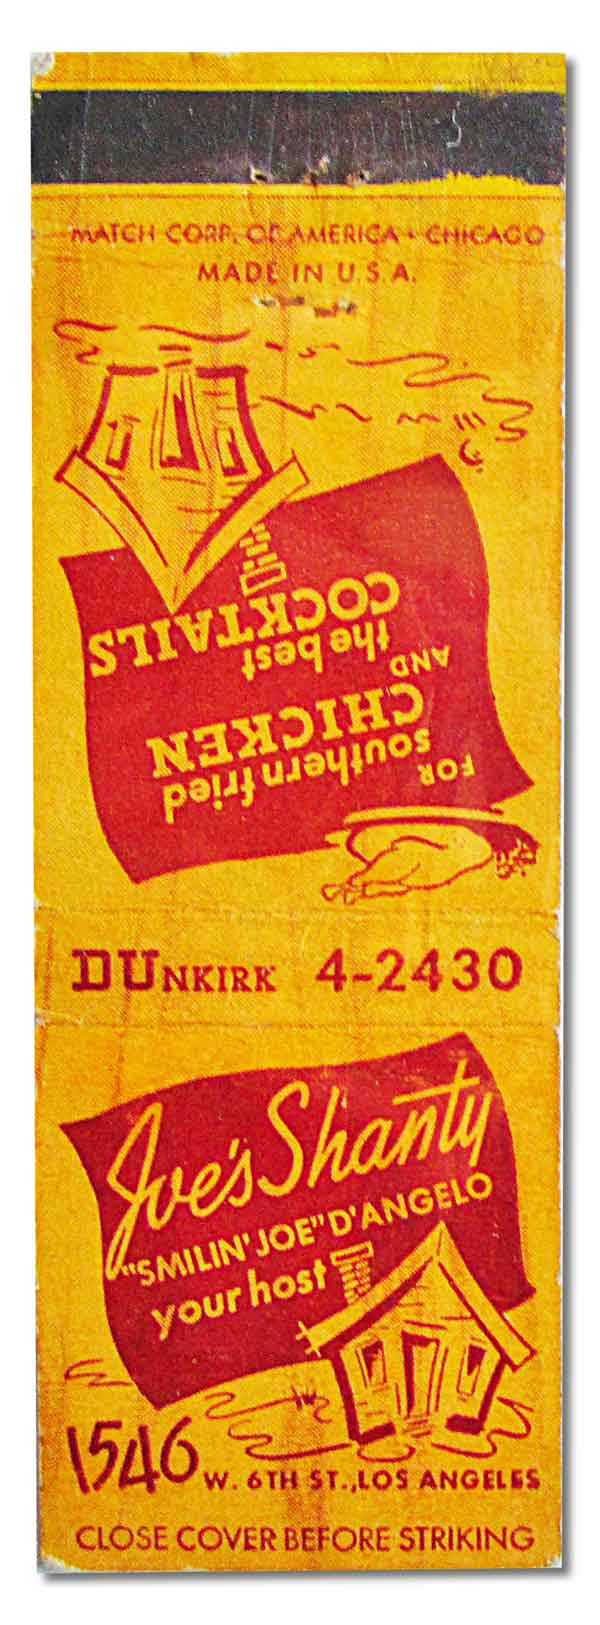 MATCH CORP. OF AMERICA • CHICAGO
MADE IN U.S.A.
FOR
southern fried
CHICKEN
AND
the best
COCKTAILS
DUNKIRK 4-2430
Joe's Shanty
"SMILIN' JOE" D'ANGELO
your host
1546 W. 6TH ST., LOS ANGELES
CLOSE COVER BEFORE STRIKING